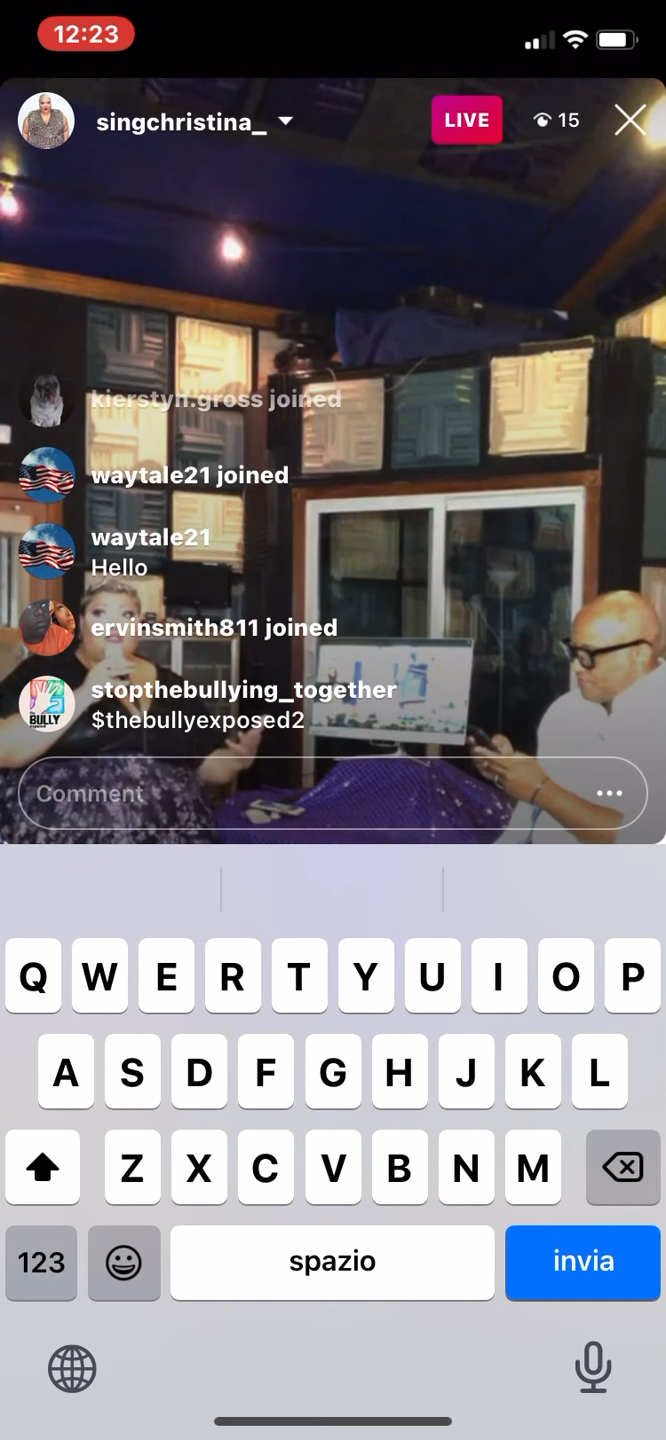 12:23
singchristina_
LIVE
15
kierstyn.gross joined
waytale21 joined
waytale21
Hello
ervinsmith811 joined
stopthebullying_together
$thebullyexposed2
BULLY
Comment
Q W E R T Y U I O P
A S D F G H J K L
Z X C V B N M
123
spazio
invia